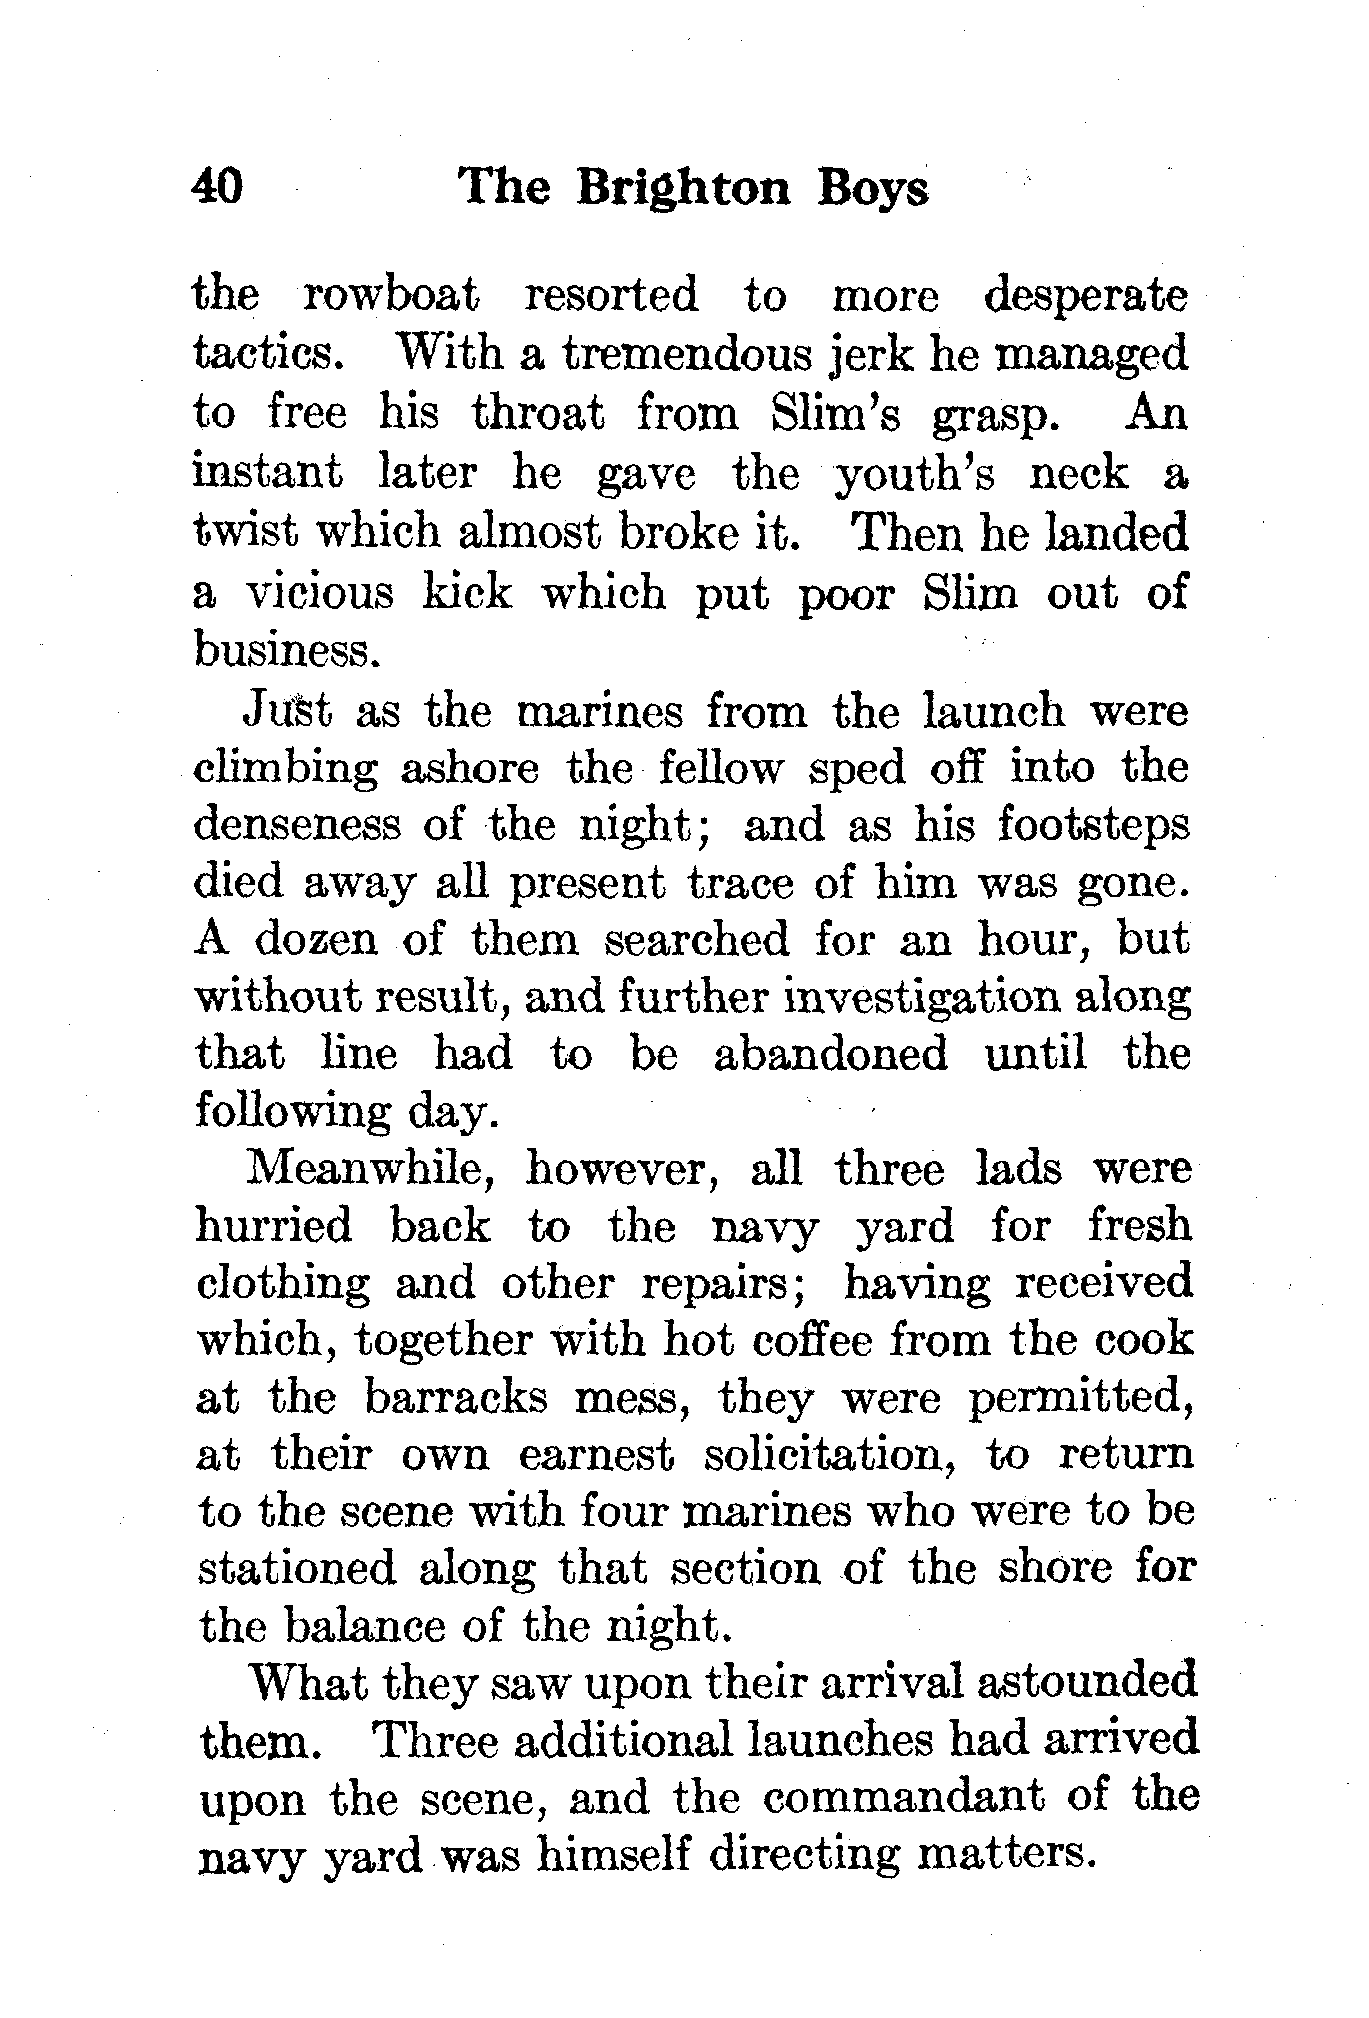 40 The Brighton Boys
the rowboat resorted to more desperate
tactics. With a tremendous jerk he managed
to free his throat from Slim's grasp. An
instant later he gave the youth's neck a
twist which almost broke it. Then he landed
a vicious kick which put poor Slim out of
business.
Just as the marines from the launch were
climbing ashore the fellow sped off into the
denseness of the night; and as his footsteps
died away all present trace of him was gone.
A dozen of them searched for an hour, but
without result, and further investigation along
that line had to be abandoned until the
following day.
Meanwhile, however, all three lads were
hurried back to the navy yard for fresh
clothing and other repairs; having received
which, together with hot coffee from the cook
at the barracks mess, they were permitted,
at their own earnest solicitation, to return
to the scene with four marines who were to be
stationed along that section of the shore for
the balance of the night.
What they saw upon their arrival astounded
them. Three additional launches had arrived
upon the scene, and the commandant of the
navy yard was himself directing matters.